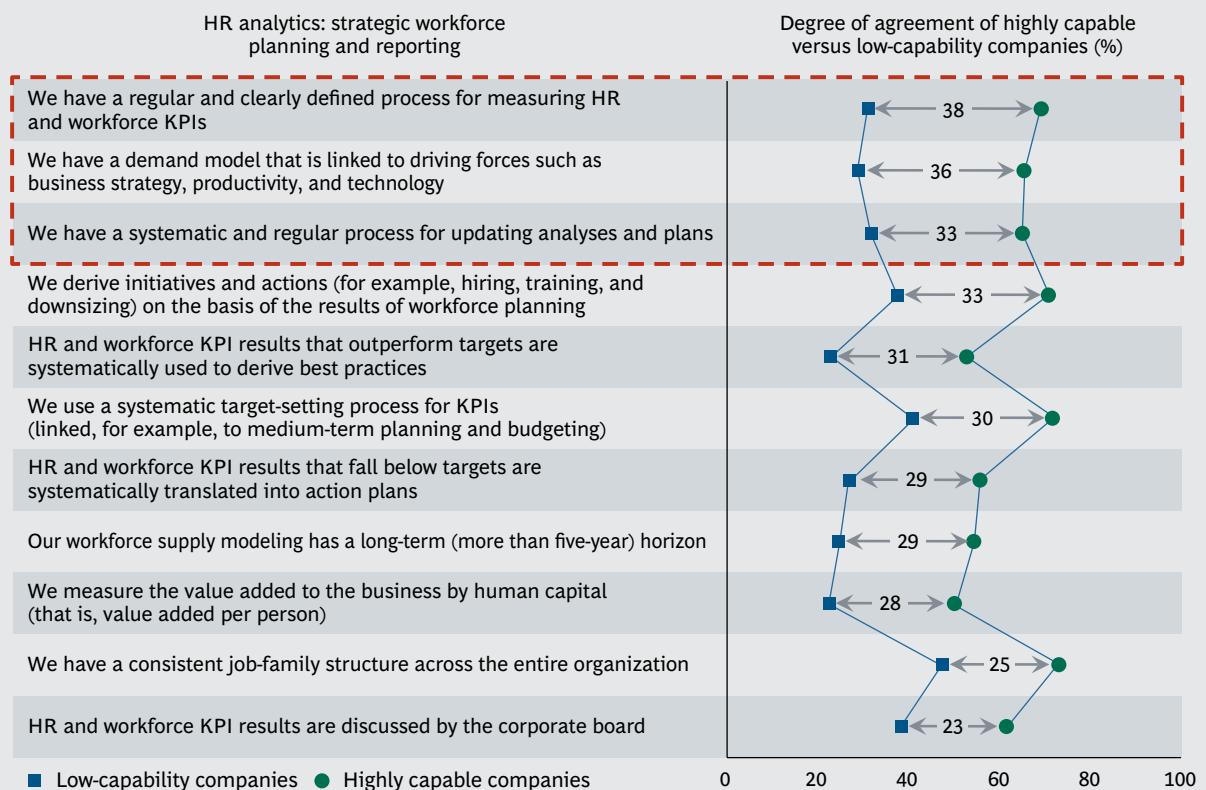 HR analytics: strategic workforce
planning and reporting
Degree of agreement of highly capable
versus low-capability companies (%)
We have a regular and clearly defined process for measuring HR
and workforce KPIs
38
We have a demand model that is linked to driving forces such as
business strategy, productivity, and technology
36
We have a systematic and regular process for updating analyses and plans
33
We derive initiatives and actions (for example, hiring, training, and
downsizing) on the basis of the results of workforce planning
33
HR and workforce KPI results that outperform targets are
systematically used to derive best practices
31
We use a systematic target-setting process for KPIs
(linked, for example, to medium-term planning and budgeting)
30
HR and workforce KPI results that fall below targets are
systematically translated into action plans
29
Our workforce supply modeling has a long-term (more than five-year) horizon
29
We measure the value added to the business by human capital
(that is, value added per person)
28
We have a consistent job-family structure across the entire organization
25
HR and workforce KPI results are discussed by the corporate board
23
Low-capability companies Highly capable companies
0 20 40 60 80 100